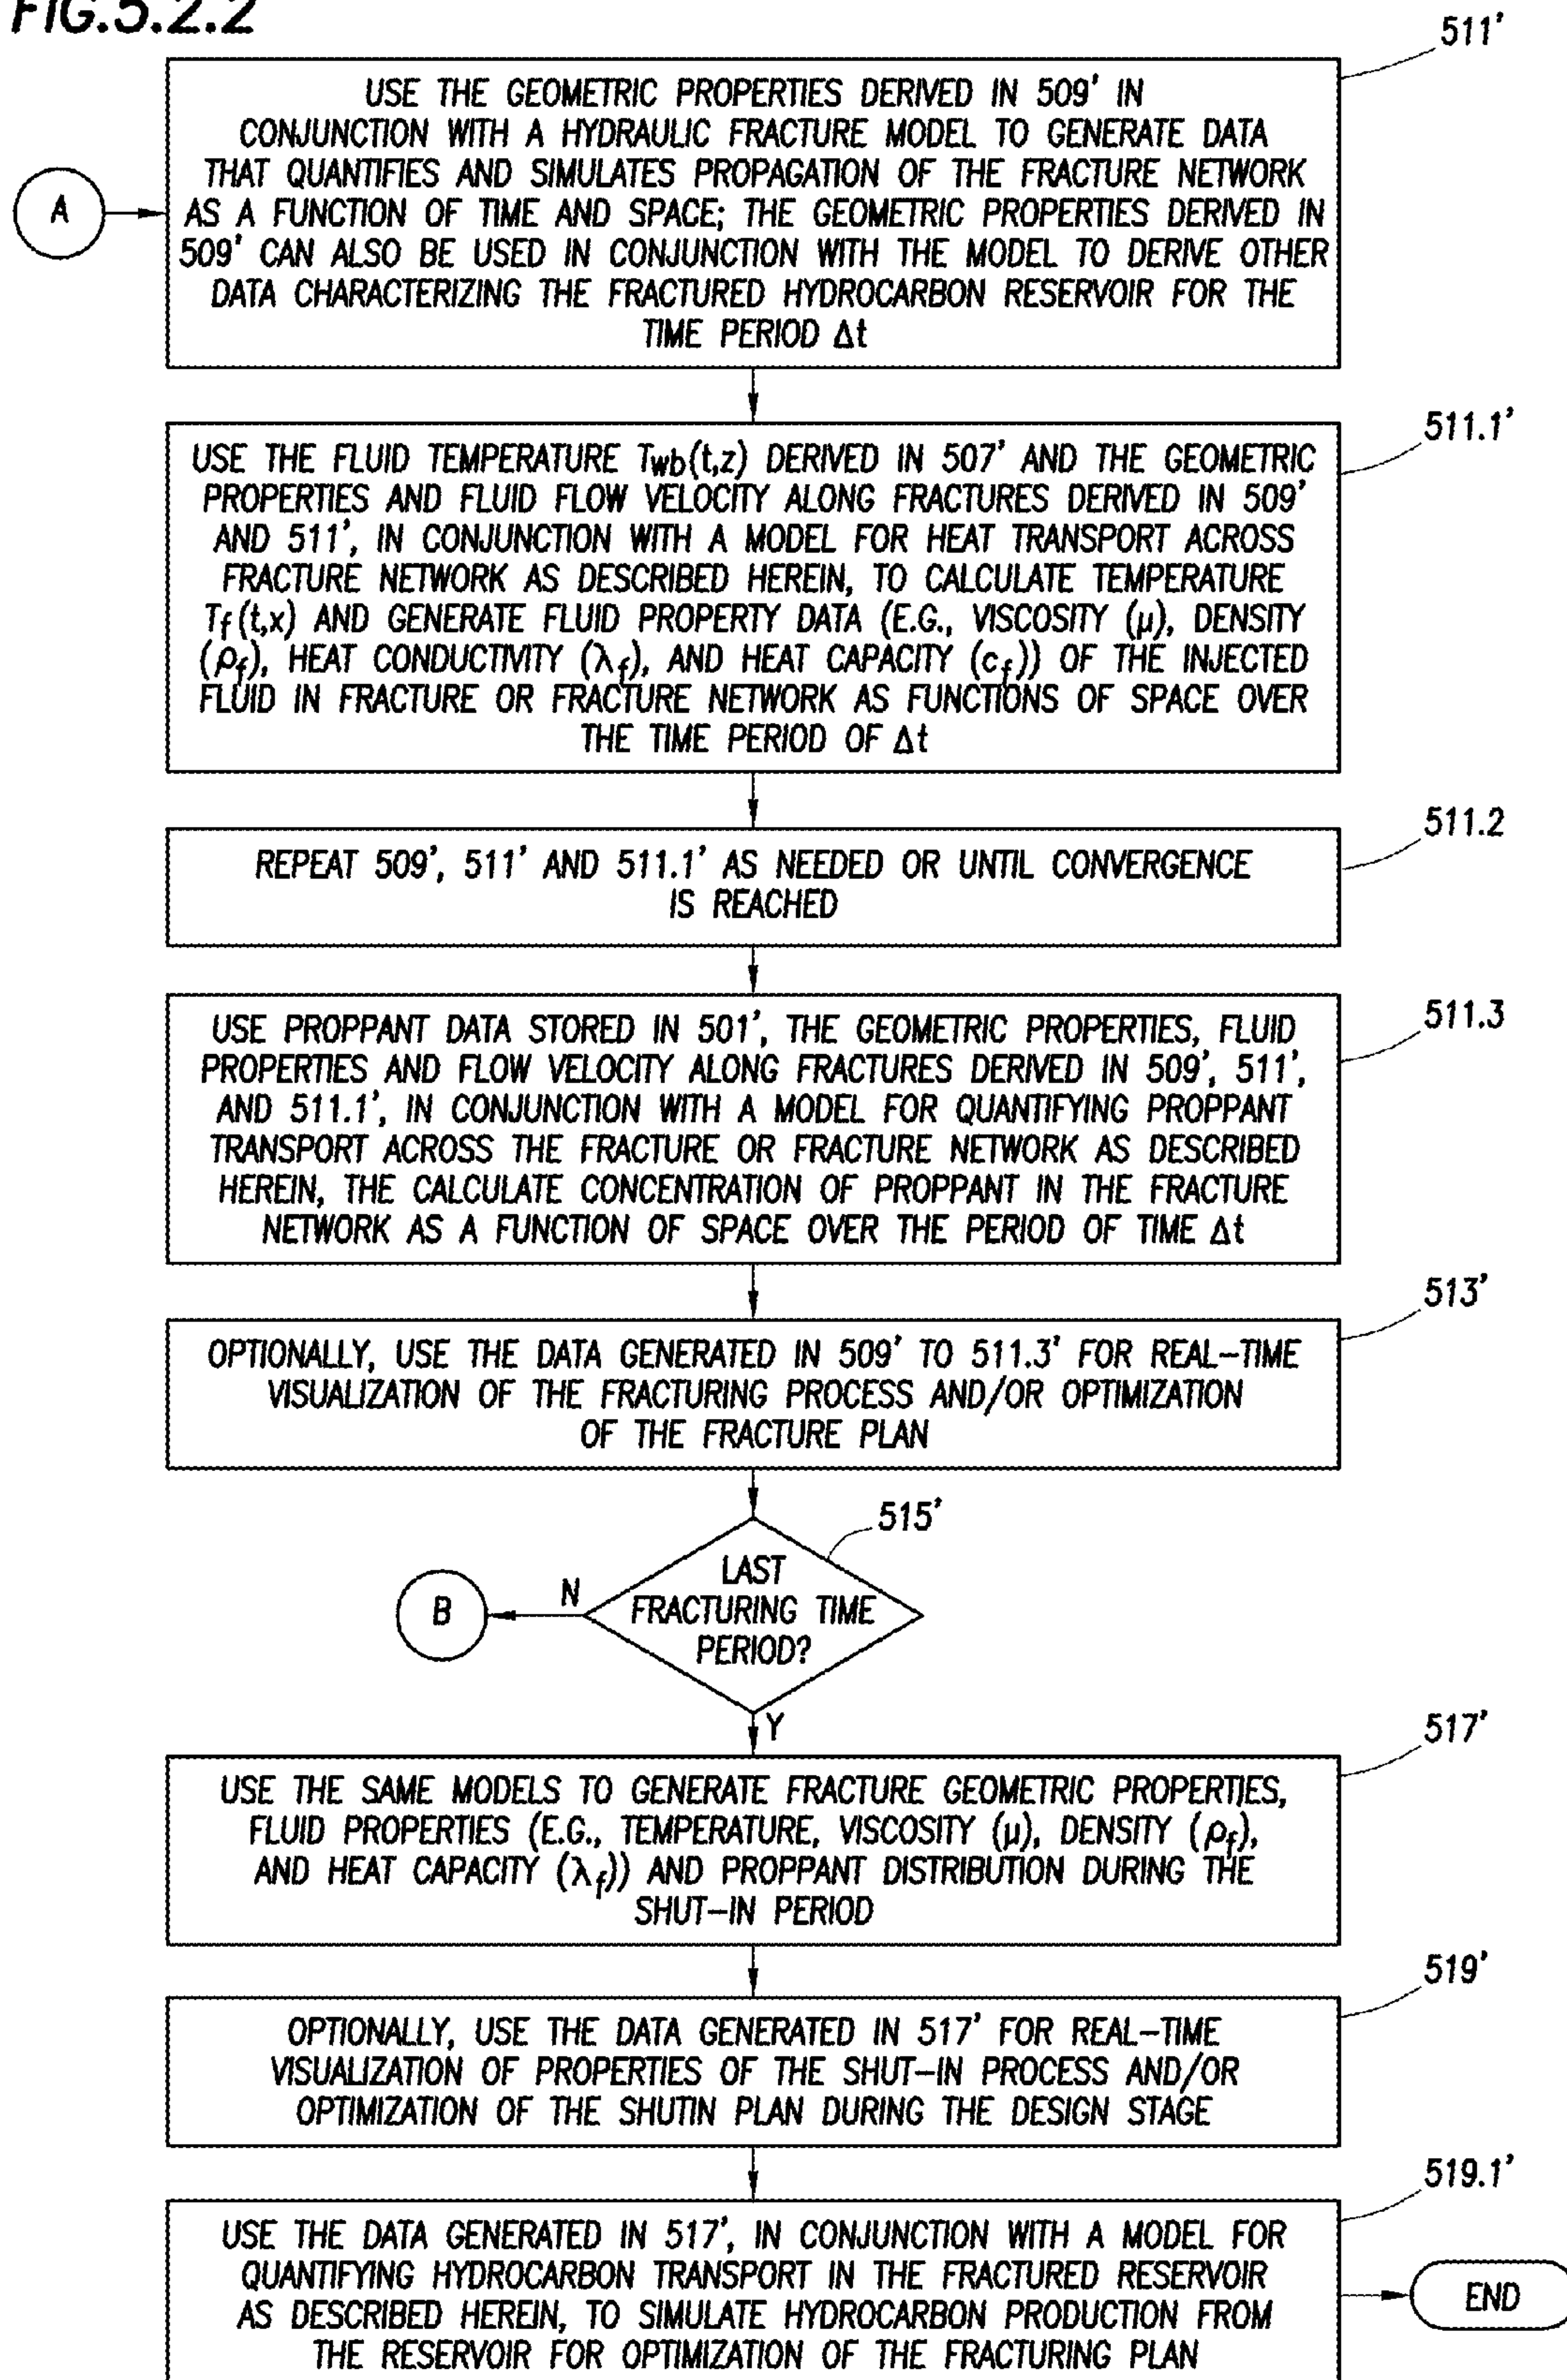 FIG.5.2.2
511'
USE THE GEOMETRIC PROPERTIES DERIVED IN 509' IN
CONJUNCTION WITH A HYDRAULIC FRACTURE MODEL TO GENERATE DATA
THAT QUANTIFIES AND SIMULATES PROPAGATION OF THE FRACTURE NETWORK
AS A FUNCTION OF TIME AND SPACE; THE GEOMETRIC PROPERTIES DERIVED IN
509' CAN ALSO BE USED IN CONJUNCTION WITH THE MODEL TO DERIVE OTHER
DATA CHARACTERIZING THE FRACTURED HYDROCARBON RESERVOIR FOR THE
TIME PERIOD Δt
A
511.1'
USE THE FLUID TEMPERATURE Twb(t,z) DERIVED IN 507' AND THE GEOMETRIC
PROPERTIES AND FLUID FLOW VELOCITY ALONG FRACTURES DERIVED IN 509'
AND 511', IN CONJUNCTION WITH A MODEL FOR HEAT TRANSPORT ACROSS
FRACTURE NETWORK AS DESCRIBED HEREIN, TO CALCULATE TEMPERATURE
Tf(t,x) AND GENERATE FLUID PROPERTY DATA (E.G., VISCOSITY (μ), DENSITY
(ρf), HEAT CONDUCTIVITY (λf), AND HEAT CAPACITY (cf)) OF THE INJECTED
FLUID IN FRACTURE OR FRACTURE NETWORK AS FUNCTIONS OF SPACE OVER
THE TIME PERIOD OF Δt
511.2
REPEAT 509', 511' AND 511.1' AS NEEDED OR UNTIL CONVERGENCE
IS REACHED
511.3
USE PROPPANT DATA STORED IN 501', THE GEOMETRIC PROPERTIES, FLUID
PROPERTIES AND FLOW VELOCITY ALONG FRACTURES DERIVED IN 509', 511',
AND 511.1', IN CONJUNCTION WITH A MODEL FOR QUANTIFYING PROPPANT
TRANSPORT ACROSS THE FRACTURE OR FRACTURE NETWORK AS DESCRIBED
HEREIN, THE CALCULATE CONCENTRATION OF PROPPANT IN THE FRACTURE
NETWORK AS A FUNCTION OF SPACE OVER THE PERIOD OF TIME Δt
513'
OPTIONALLY, USE THE DATA GENERATED IN 509' TO 511.3' FOR REAL-TIME
VISUALIZATION OF THE FRACTURING PROCESS AND/OR OPTIMIZATION
OF THE FRACTURE PLAN
515'
LAST
FRACTURING TIME
PERIOD?
N
B
Y
517'
USE THE SAME MODELS TO GENERATE FRACTURE GEOMETRIC PROPERTIES,
FLUID PROPERTIES (E.G., TEMPERATURE, VISCOSITY (μ), DENSITY (ρf),
AND HEAT CAPACITY (λf)) AND PROPPANT DISTRIBUTION DURING THE
SHUT-IN PERIOD
519'
OPTIONALLY, USE THE DATA GENERATED IN 517' FOR REAL-TIME
VISUALIZATION OF PROPERTIES OF THE SHUT-IN PROCESS AND/OR
OPTIMIZATION OF THE SHUTIN PLAN DURING THE DESIGN STAGE
519.1'
USE THE DATA GENERATED IN 517', IN CONJUNCTION WITH A MODEL FOR
QUANTIFYING HYDROCARBON TRANSPORT IN THE FRACTURED RESERVOIR
AS DESCRIBED HEREIN, TO SIMULATE HYDROCARBON PRODUCTION FROM
THE RESERVOIR FOR OPTIMIZATION OF THE FRACTURING PLAN
END